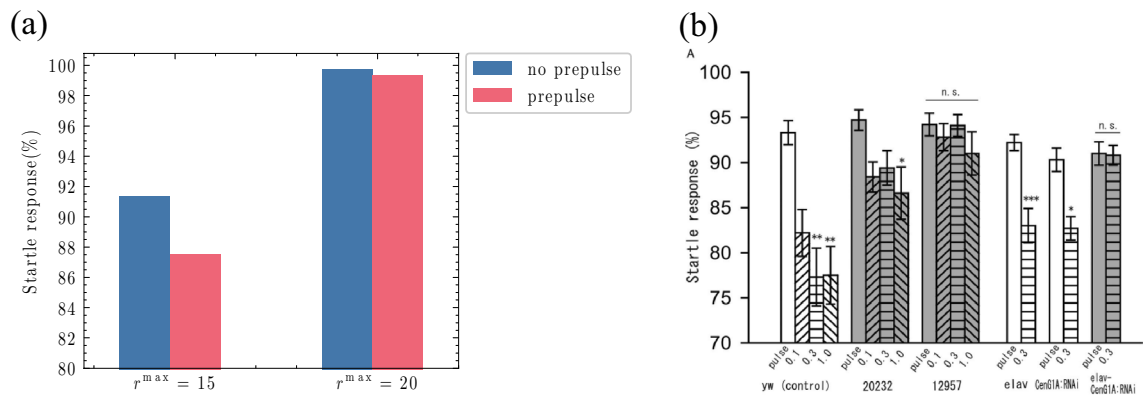 (a)
100
98
96
94
92
90
88
86
84
82
80
Startle response(%)
r^max = 15
r^max = 20
no prepulse
prepulse
(b)
A
100
95
90
85
80
75
70
Startle response (%)
** **
*
n. s.
***
*
n. s.
pulse 0.1 0.3 1.0 pulse 0.1 0.3 1.0 pulse 0.1 0.3 1.0 pulse 0.3 pulse 0.3 pulse 0.3
yw (control) 20232 12957 elav CenG1A:RNAi elav-
CenG1A:RNAi